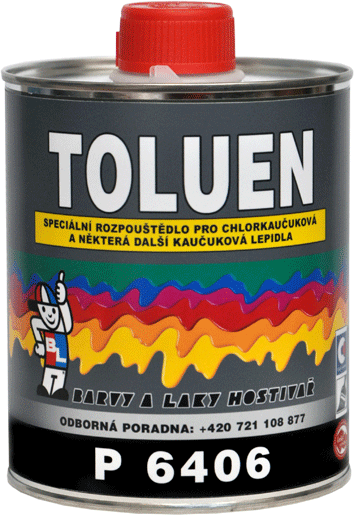 TOLUEN
SPECIÁLNÍ ROZPOUŠTĚDLO PRO CHLORKAUČUKOVÁ
A NĚKTERÁ DALŠÍ KAUČUKOVÁ LEPIDLA
BLT
BARVY A LAKY HOSTIVAŘ
ODBORNÁ PORADNA: +420 721 108 877
P 6406